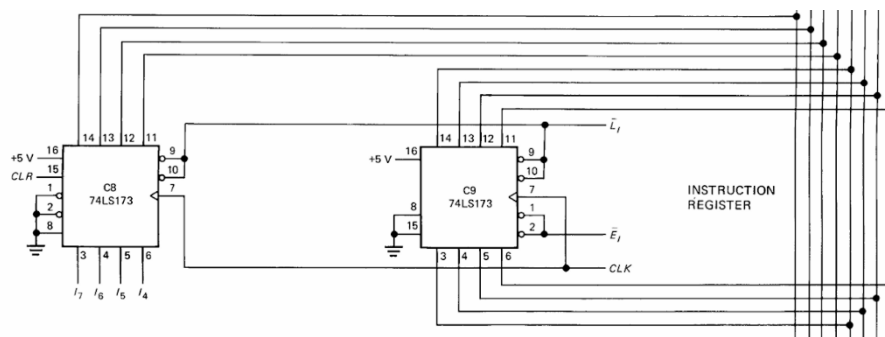 14 13 12 11
16
+5 V
15
CLR
1
2
8
C8
74LS173
9
10
7
3 4 5 6
I₇ I₆ I₅ I₄
14 13 12 11
16
+5 V
8
15
C9
74LS173
9
10
7
1
2
3 4 5 6
L̄ᵢ
Ēᵢ
CLK
INSTRUCTION
REGISTER